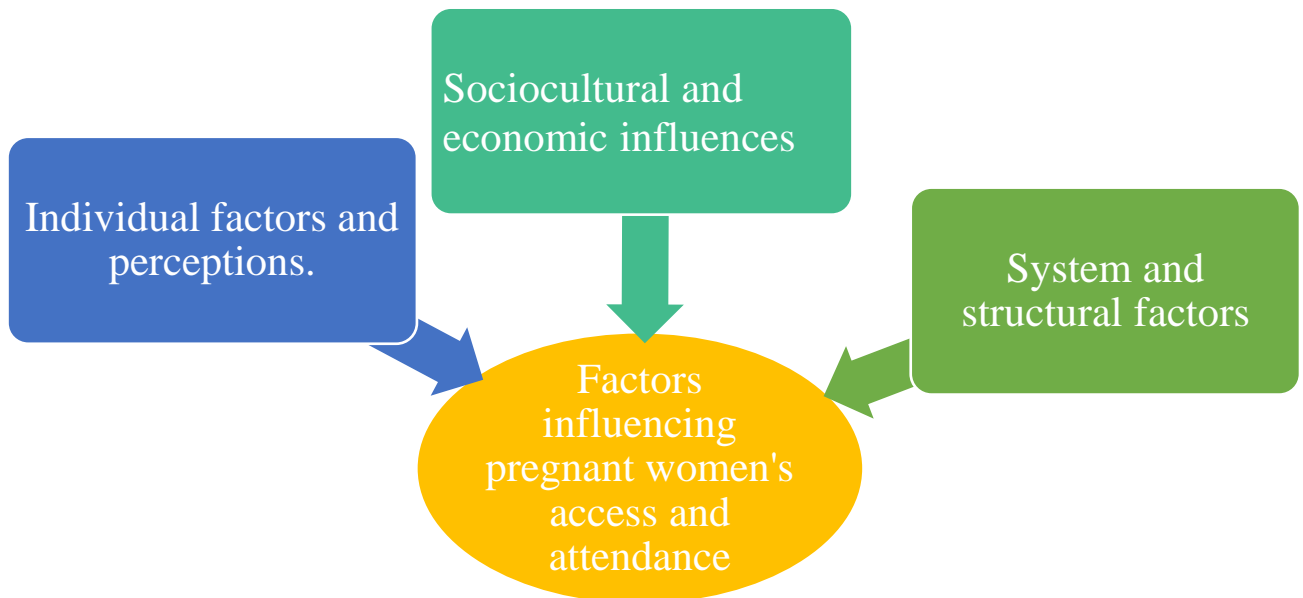 Sociocultural and
economic influences
Individual factors and
perceptions.
System and
structural factors
Factors
influencing
pregnant women's
access and
attendance